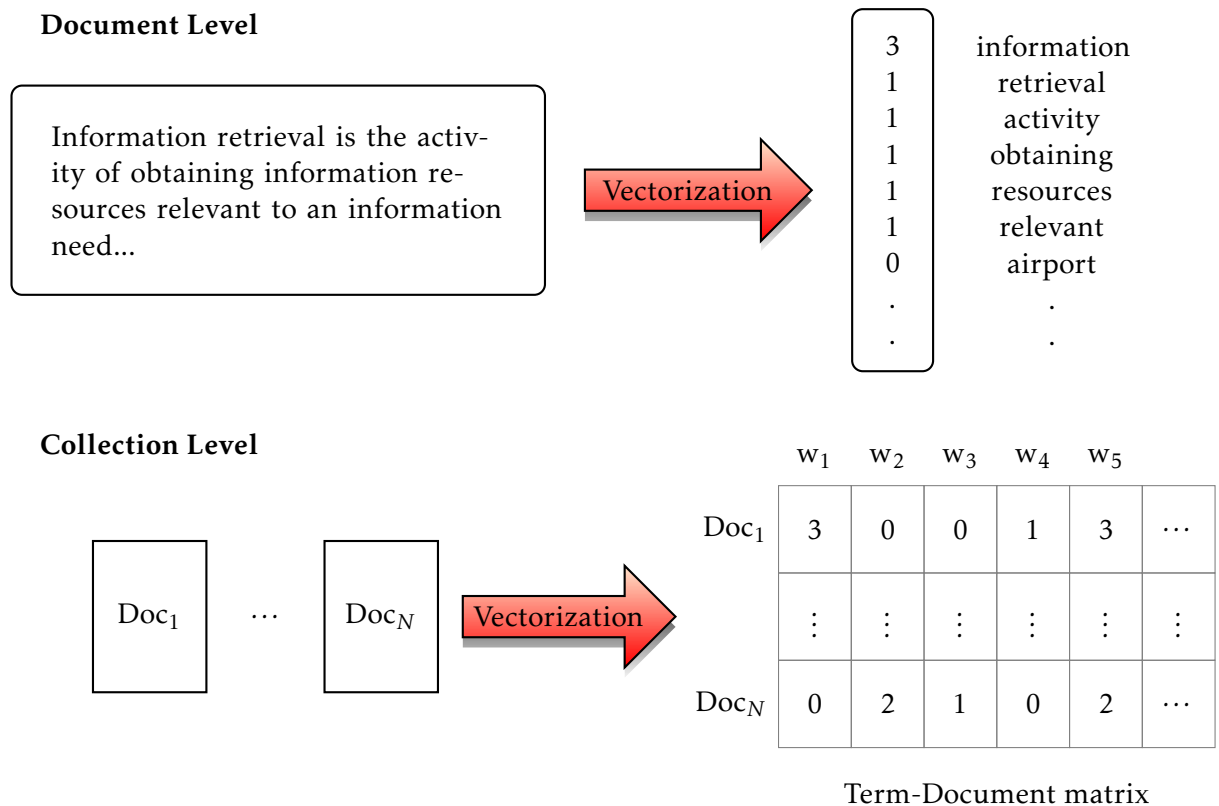 Document Level
Information retrieval is the activ-
ity of obtaining information re-
sources relevant to an information
need...
Vectorization
3 information
1 retrieval
1 activity
1 obtaining
1 resources
1 relevant
0 airport
. .
. .
Collection Level
Doc₁ ... Doc_N
Vectorization
w₁ w₂ w₃ w₄ w₅
Doc₁ 3 0 0 1 3 ...
⋮ ⋮ ⋮ ⋮ ⋮ ⋮
Doc_N 0 2 1 0 2 ...
Term-Document matrix